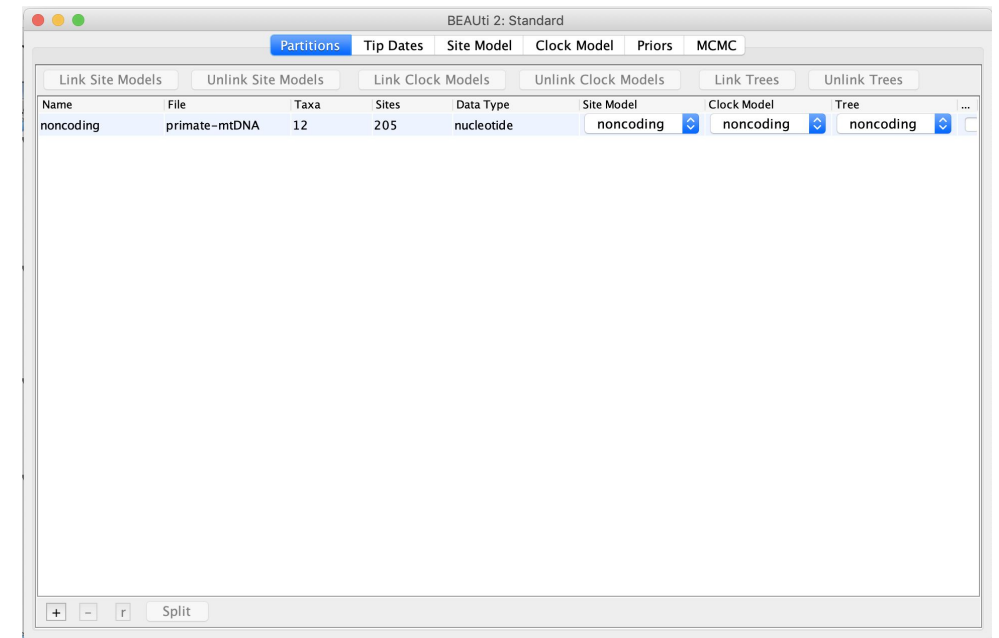 BEAUti 2: Standard
Partitions Tip Dates Site Model Clock Model Priors MCMC
Link Site Models Unlink Site Models Link Clock Models Unlink Clock Models Link Trees Unlink Trees
Name File Taxa Sites Data Type Site Model Clock Model Tree ...
noncoding primate-mtDNA 12 205 nucleotide noncoding noncoding noncoding
+ - r Split